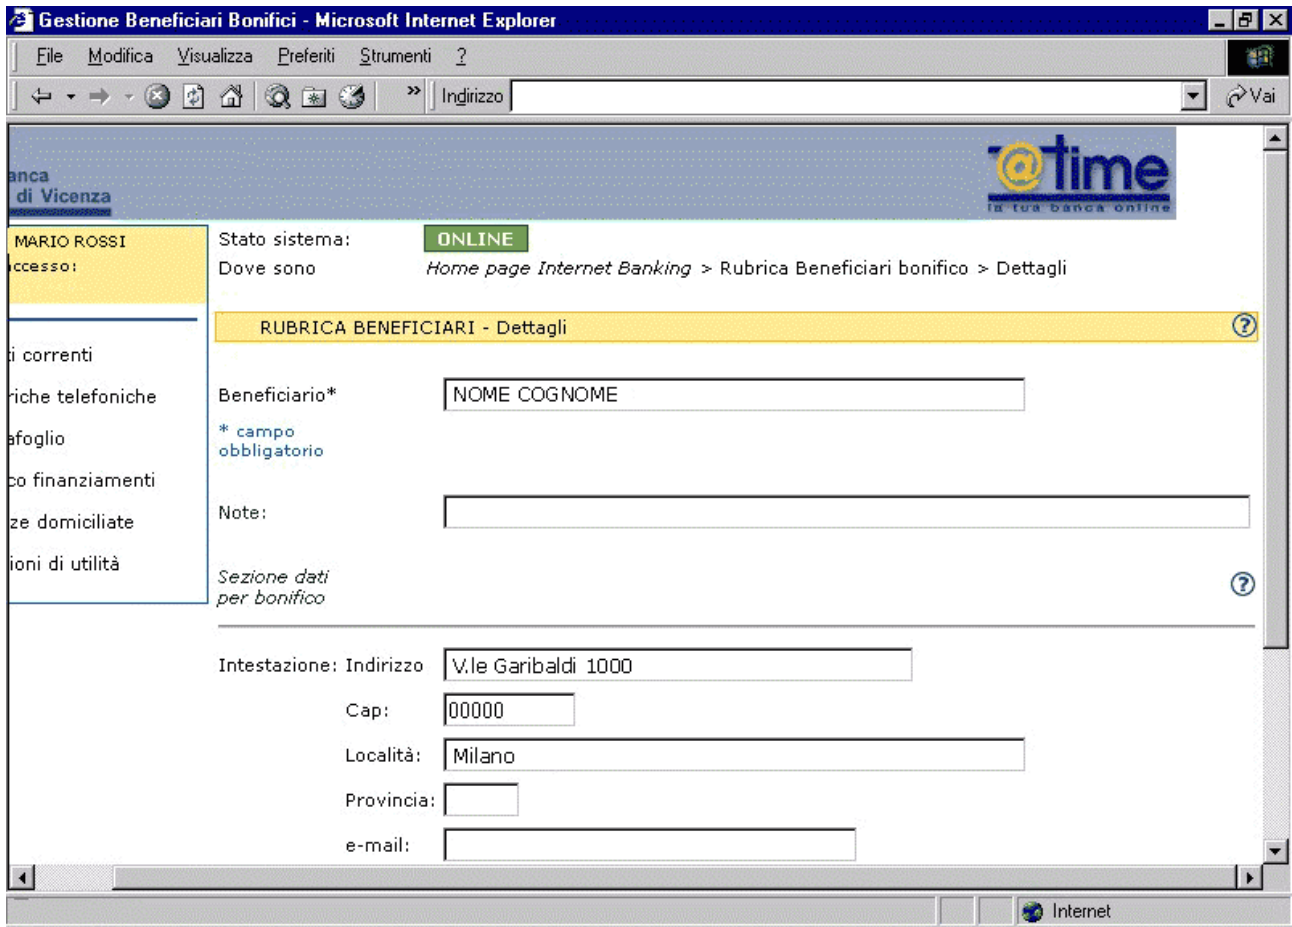 Gestione Beneficiari Bonifici - Microsoft Internet Explorer
File Modifica Visualizza Preferiti Strumenti ?
» Indirizzo Vai
anca
di Vicenza
@time
la tua banca online
MARIO ROSSI
ccesso:
Stato sistema: ONLINE
Dove sono Home page Internet Banking > Rubrica Beneficiari bonifico > Dettagli
RUBRICA BENEFICIARI - Dettagli ?
i correnti
riche telefoniche
afoglio
co finanziamenti
ze domiciliate
ioni di utilità
Beneficiario* NOME COGNOME
* campo
obbligatorio
Note:
Sezione dati
per bonifico ?
Intestazione: Indirizzo V.le Garibaldi 1000
Cap: 00000
Località: Milano
Provincia:
e-mail:
Internet